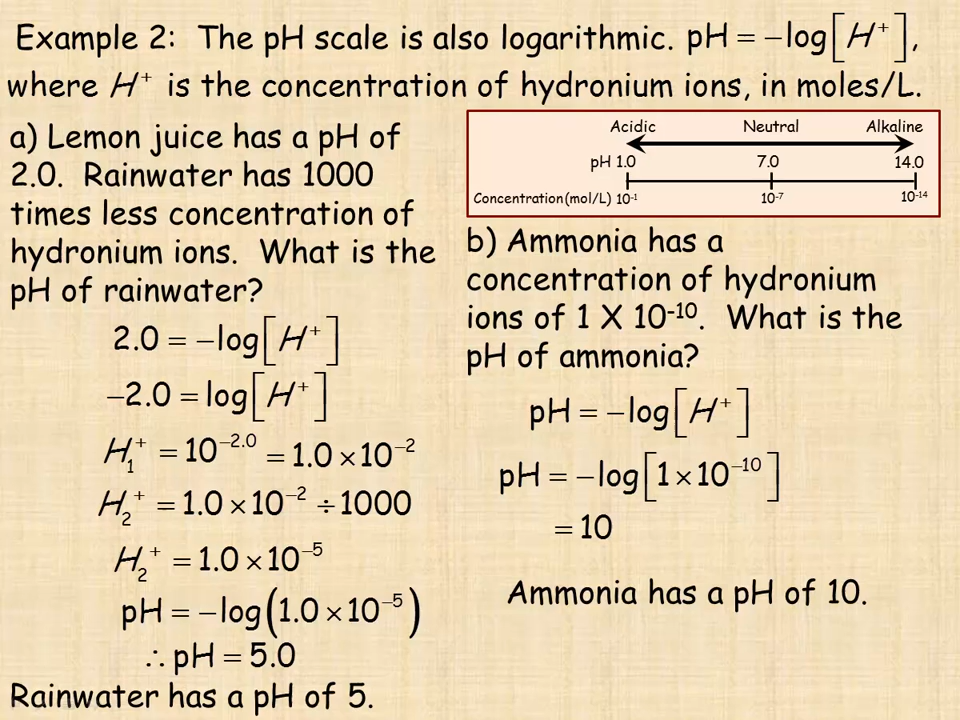 Example 2: The pH scale is also logarithmic. pH = −log[H⁺],
where H⁺ is the concentration of hydronium ions, in moles/L.
a) Lemon juice has a pH of
2.0. Rainwater has 1000
times less concentration of
hydronium ions. What is the
pH of rainwater?
2.0 = −log[H⁺]
−2.0 = log[H⁺]
H₁⁺ = 10⁻²·⁰ = 1.0 × 10⁻²
H₂⁺ = 1.0 × 10⁻² ÷ 1000
H₂⁺ = 1.0 × 10⁻⁵
pH = −log(1.0 × 10⁻⁵)
∴ pH = 5.0
Rainwater has a pH of 5.
Acidic Neutral Alkaline
pH 1.0 7.0 14.0
Concentration(mol/L) 10⁻¹ 10⁻⁷ 10⁻¹⁴
b) Ammonia has a
concentration of hydronium
ions of 1 X 10⁻¹⁰. What is the
pH of ammonia?
pH = −log[H⁺]
pH = −log[1 × 10⁻¹⁰]
= 10
Ammonia has a pH of 10.